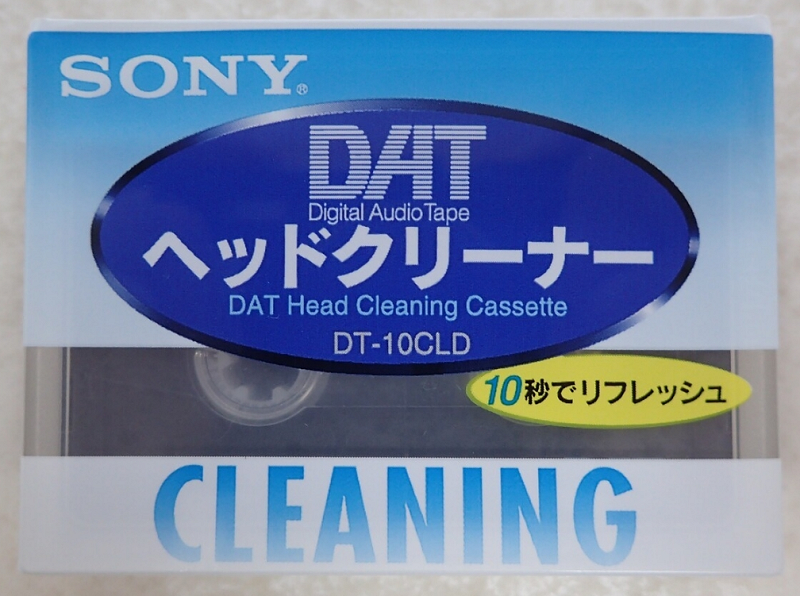 SONY®
DAT
Digital Audio Tape
ヘッドクリーナー
DAT Head Cleaning Cassette
DT-10CLD
10秒でリフレッシュ
CLEANING